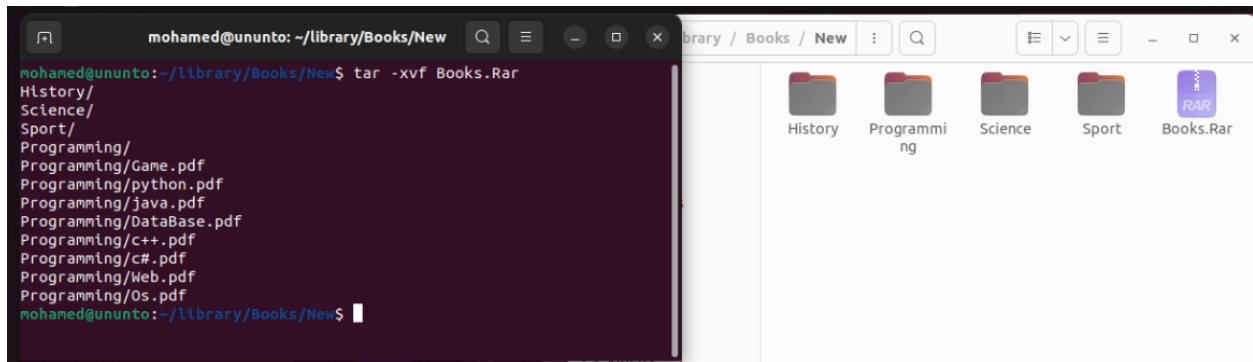 mohamed@ununto: ~/library/Books/New
mohamed@ununto:~/library/Books/New$ tar -xvf Books.Rar
History/
Science/
Sport/
Programming/
Programming/Game.pdf
Programming/python.pdf
Programming/java.pdf
Programming/DataBase.pdf
Programming/c++.pdf
Programming/c#.pdf
Programming/Web.pdf
Programming/Os.pdf
mohamed@ununto:~/library/Books/New$
brary / Books / New
RAR
History Programmi Science Sport Books.Rar
ng